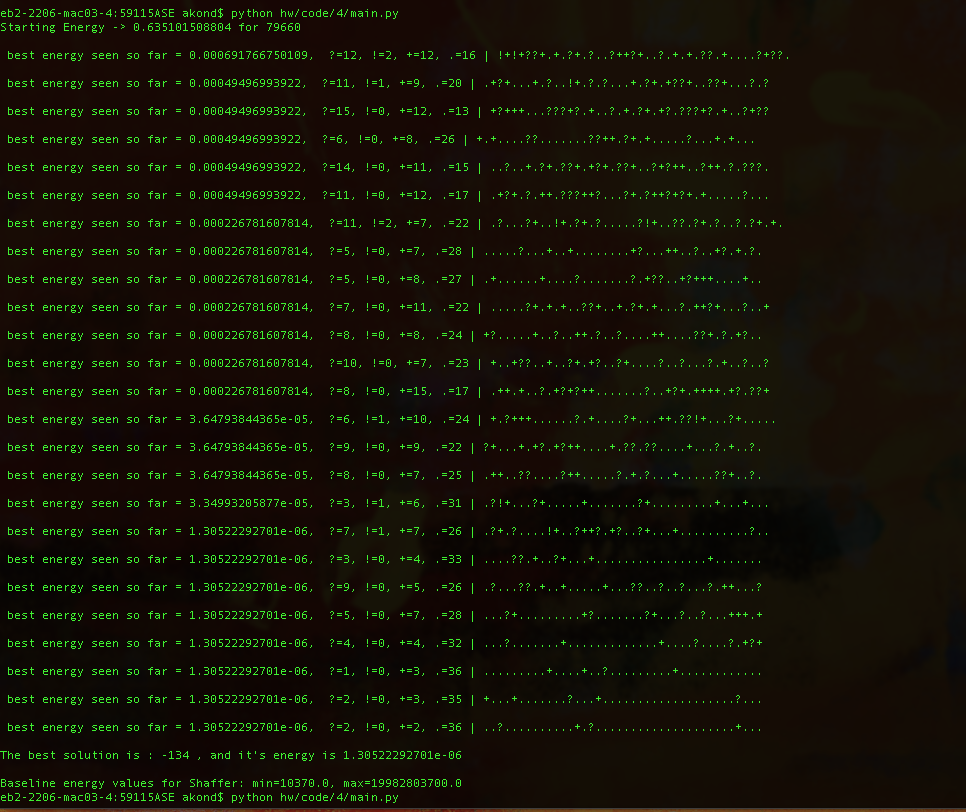 eb2-2206-mac03-4:59115ASE akond$ python hw/code/4/main.py
Starting Energy -> 0.635101508804 for 79660
best energy seen so far = 0.000691766750109,  ?=12, !=2, +=12, .=16 | !+!+??+.+.?+.?..?++?+..?.+.+.??.+....?+??.
best energy seen so far = 0.00049496993922,  ?=11, !=1, +=9, .=20 | .+?+...+.?..!+.?.?...+.?+.+??+..??+...?.?
best energy seen so far = 0.00049496993922,  ?=15, !=0, +=12, .=13 | +?+++...???+?.+..?.+.?+.+?.???+?.+..?+??
best energy seen so far = 0.00049496993922,  ?=6, !=0, +=8, .=26 | +.+....??.......??++.?+.+.....?...+.+...
best energy seen so far = 0.00049496993922,  ?=14, !=0, +=11, .=15 | ..?..+.?+.?++.?+.??+..?+?++..?++.?.???.
best energy seen so far = 0.00049496993922,  ?=11, !=0, +=12, .=17 | .+?+.?.++.???++?...?+.?++?+?+.+.....?...
best energy seen so far = 0.000226781607814,  ?=11, !=2, +=7, .=22 | .?...?+..!+.?+.?.....?!+..??.?+.?..?.?+.+.
best energy seen so far = 0.000226781607814,  ?=5, !=0, +=7, .=28 | .....?...+..+.........+?...++..?..+?.+.?.
best energy seen so far = 0.000226781607814,  ?=5, !=0, +=8, .=27 | .+......+....?.......?.+??..+?+++....+..
best energy seen so far = 0.000226781607814,  ?=7, !=0, +=11, .=22 | .....?+.+.+..??+..+.?+.+...?.++?+...?..+
best energy seen so far = 0.000226781607814,  ?=8, !=0, +=8, .=24 | +?.....+..?..++.?..?....++....??+.?.+?..
best energy seen so far = 0.000226781607814,  ?=10, !=0, +=7, .=23 | +..+??+..+..?+.+?..?+....?..?...?.+..?..?
best energy seen so far = 0.000226781607814,  ?=8, !=0, +=15, .=17 | .++.+..?.+?+?++.......?..+?+.++++.+?.??+
best energy seen so far = 3.64793844365e-05,  ?=6, !=1, +=10, .=24 | +.?+++......?.+....?+...++.??!+...?+.....
best energy seen so far = 3.64793844365e-05,  ?=9, !=0, +=9, .=22 | ?+....+.+?.+?++....+.??.??....+...?.+..?.
best energy seen so far = 3.64793844365e-05,  ?=8, !=0, +=7, .=25 | .++..??....?++.....?.+.?...+.....??+..?.
best energy seen so far = 3.34993205877e-05,  ?=3, !=1, +=6, .=31 | .?!+...?+.....+.......?+.........+...+...
best energy seen so far = 1.30522292701e-06,  ?=7, !=1, +=7, .=26 | .?+.?....!+..?++?.+?..?+...+..........?..
best energy seen so far = 1.30522292701e-06,  ?=3, !=0, +=4, .=33 | ....??.+..?+...+................+.......
best energy seen so far = 1.30522292701e-06,  ?=9, !=0, +=5, .=26 | .?...??.+..+.....+...??..?..?...?.++...?
best energy seen so far = 1.30522292701e-06,  ?=5, !=0, +=7, .=28 | ...?+.........+?.......?+...?..?...+++.+
best energy seen so far = 1.30522292701e-06,  ?=4, !=0, +=4, .=32 | ...?.......+.............+....?....?.+?+
best energy seen so far = 1.30522292701e-06,  ?=1, !=0, +=3, .=36 | .........+....+..?.........+............
best energy seen so far = 1.30522292701e-06,  ?=2, !=0, +=3, .=35 | +...+.......?...+...................?...
best energy seen so far = 1.30522292701e-06,  ?=2, !=0, +=2, .=36 | ..?..........+.?....................+...
The best solution is : -134 , and it's energy is 1.30522292701e-06
Baseline energy values for Shaffer: min=10370.0, max=19982803700.0
eb2-2206-mac03-4:59115ASE akond$ python hw/code/4/main.py